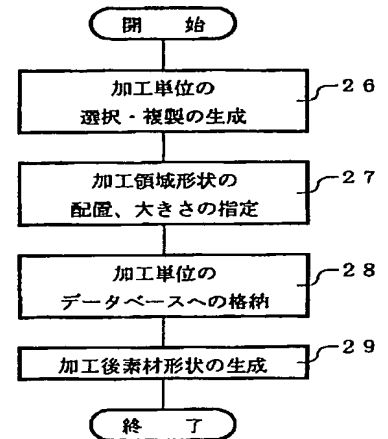 開　始
加工単位の
選択・複製の生成
26
加工領域形状の
配置、大きさの指定
27
加工単位の
データベースへの格納
28
加工後素材形状の生成
29
終　了